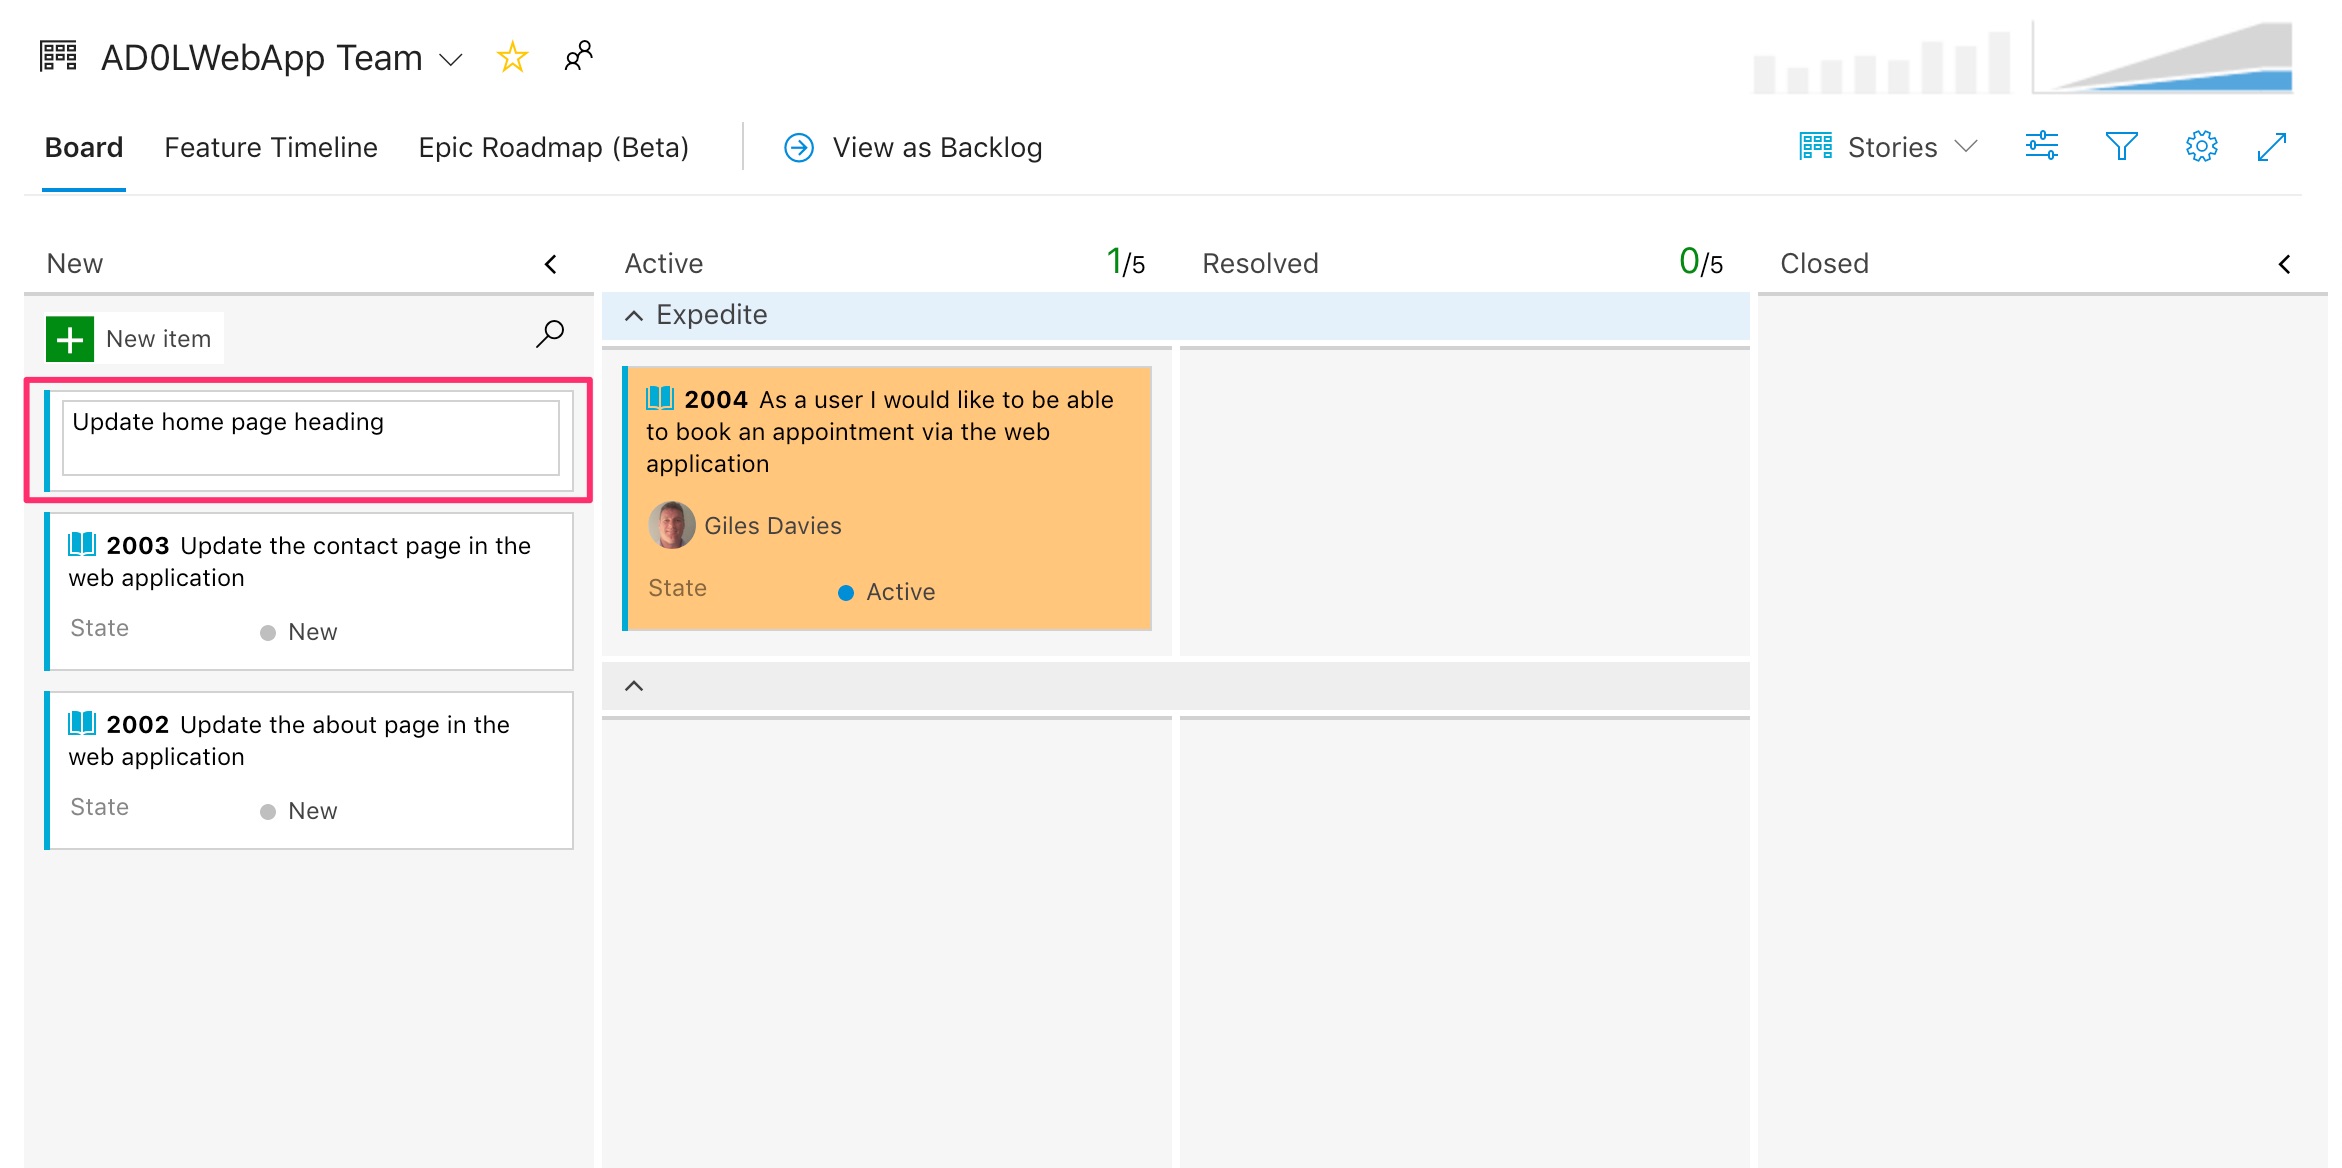 AD0LWebApp Team
Board
Feature Timeline
Epic Roadmap (Beta)
View as Backlog
Stories
New
Active
1/5
Resolved
0/5
Closed
New item
Update home page heading
2003 Update the contact page in the
web application
State
New
2002 Update the about page in the
web application
State
New
Expedite
2004 As a user I would like to be able
to book an appointment via the web
application
Giles Davies
State
Active